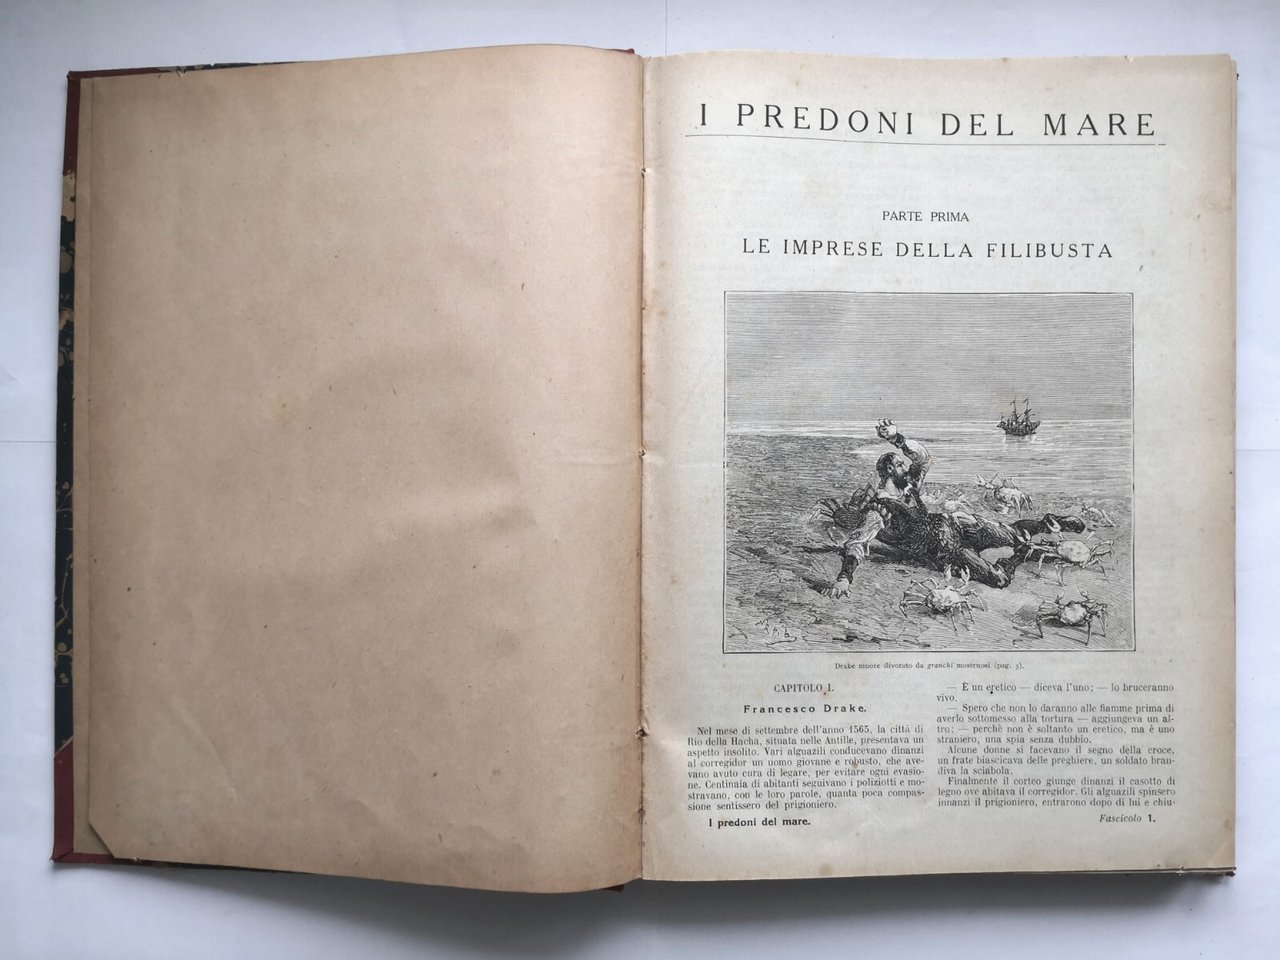 I PREDONI DEL MARE
PARTE PRIMA
LE IMPRESE DELLA FILIBUSTA
Drake muore divorato da granchi mostruosi (pag. 5).
CAPITOLO I.
Francesco Drake.
Nel mese di settembre dell'anno 1565, la città di
Rio della Hacha, situata nelle Antille, presentava un
aspetto insolito. Vari alguazili conducevano dinanzi
al corregidor un uomo giovane e robusto, che ave-
vano avuto cura di legare, per evitare ogni evasio-
ne. Centinaia di abitanti seguivano i poliziotti e mo-
stravano, con le loro parole, quanta poca compas-
sione sentissero del prigioniero.
I predoni del mare.
— È un eretico — diceva l'uno; — lo bruceranno
vivo.
— Spero che non lo daranno alle fiamme prima di
averlo sottomesso alla tortura — aggiungeva un al-
tro; — perchè non è soltanto un eretico, ma è uno
straniero, una spia senza dubbio.
Alcune donne si facevano il segno della croce,
un frate biascicava delle preghiere, un soldato bran-
diva la sciabola.
Finalmente il corteo giunge dinanzi il casotto di
legno ove abitava il corregidor. Gli alguazili spinsero
innanzi il prigioniero, entrarono dopo di lui e chiu-
Fascicolo 1.